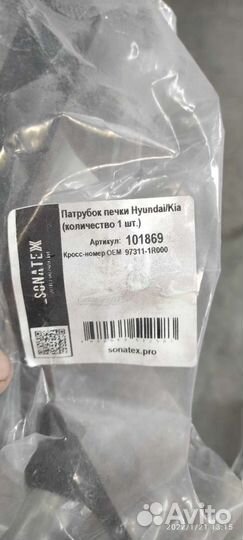 SONATEX
Патрубок печки Hyundai/Kia
(количество 1 шт.)
Артикул: 101869
Кросс-номер OEM 97311-1R000
sonatex.pro
2022/1/21 13:15
Avito